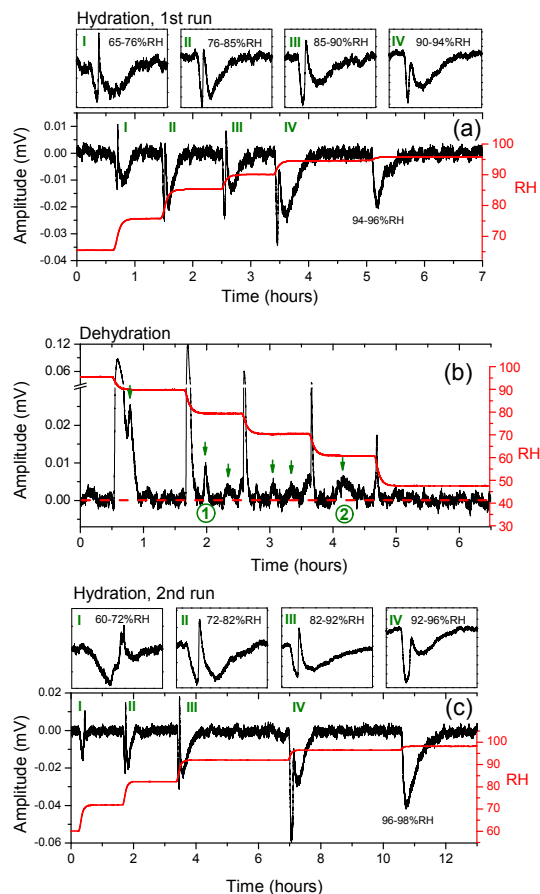 Hydration, 1st run
I 65-76%RH
II 76-85%RH
III 85-90%RH
IV 90-94%RH
(a)
I II III IV
94-96%RH
0.01
0.00
-0.01
-0.02
-0.03
-0.04
Amplitude (mV)
100
90
80
70
RH
0 1 2 3 4 5 6 7
Time (hours)
Dehydration
(b)
0.12
0.06
0.02
0.01
0.00
Amplitude (mV)
100
90
80
70
60
50
40
30
RH
1 2
0 1 2 3 4 5 6
Time (hours)
Hydration, 2nd run
I 60-72%RH
II 72-82%RH
III 82-92%RH
IV 92-96%RH
(c)
I II III IV
96-98%RH
0.02
0.00
-0.02
-0.04
-0.06
Amplitude (mV)
100
90
80
70
60
RH
0 2 4 6 8 10 12
Time (hours)